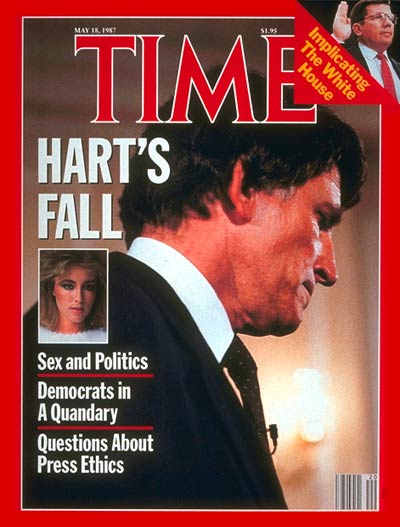 MAY 18, 1987
$1.95
TIME
Implicating
The White
House
HART'S
FALL
Sex and Politics
Democrats in
A Quandary
Questions About
Press Ethics
20